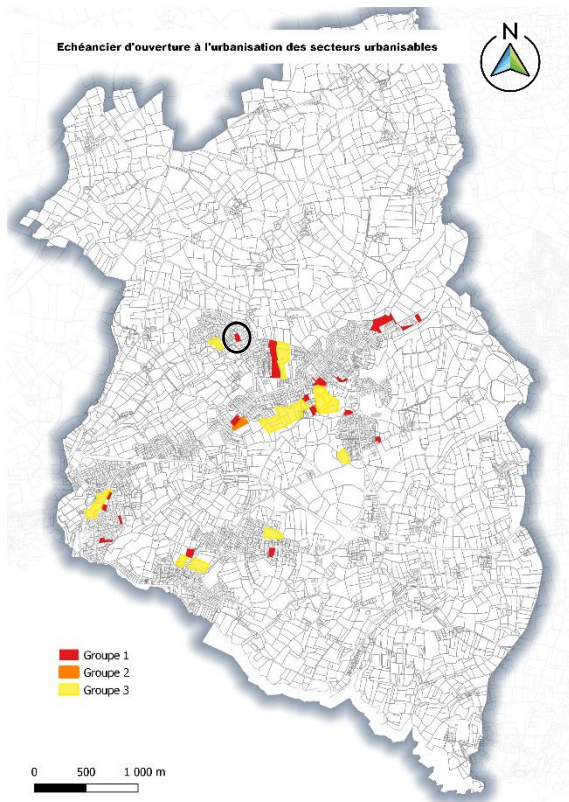 Echéancier d'ouverture à l'urbanisation des secteurs urbanisables
N
Groupe 1
Groupe 2
Groupe 3
0 500 1 000 m